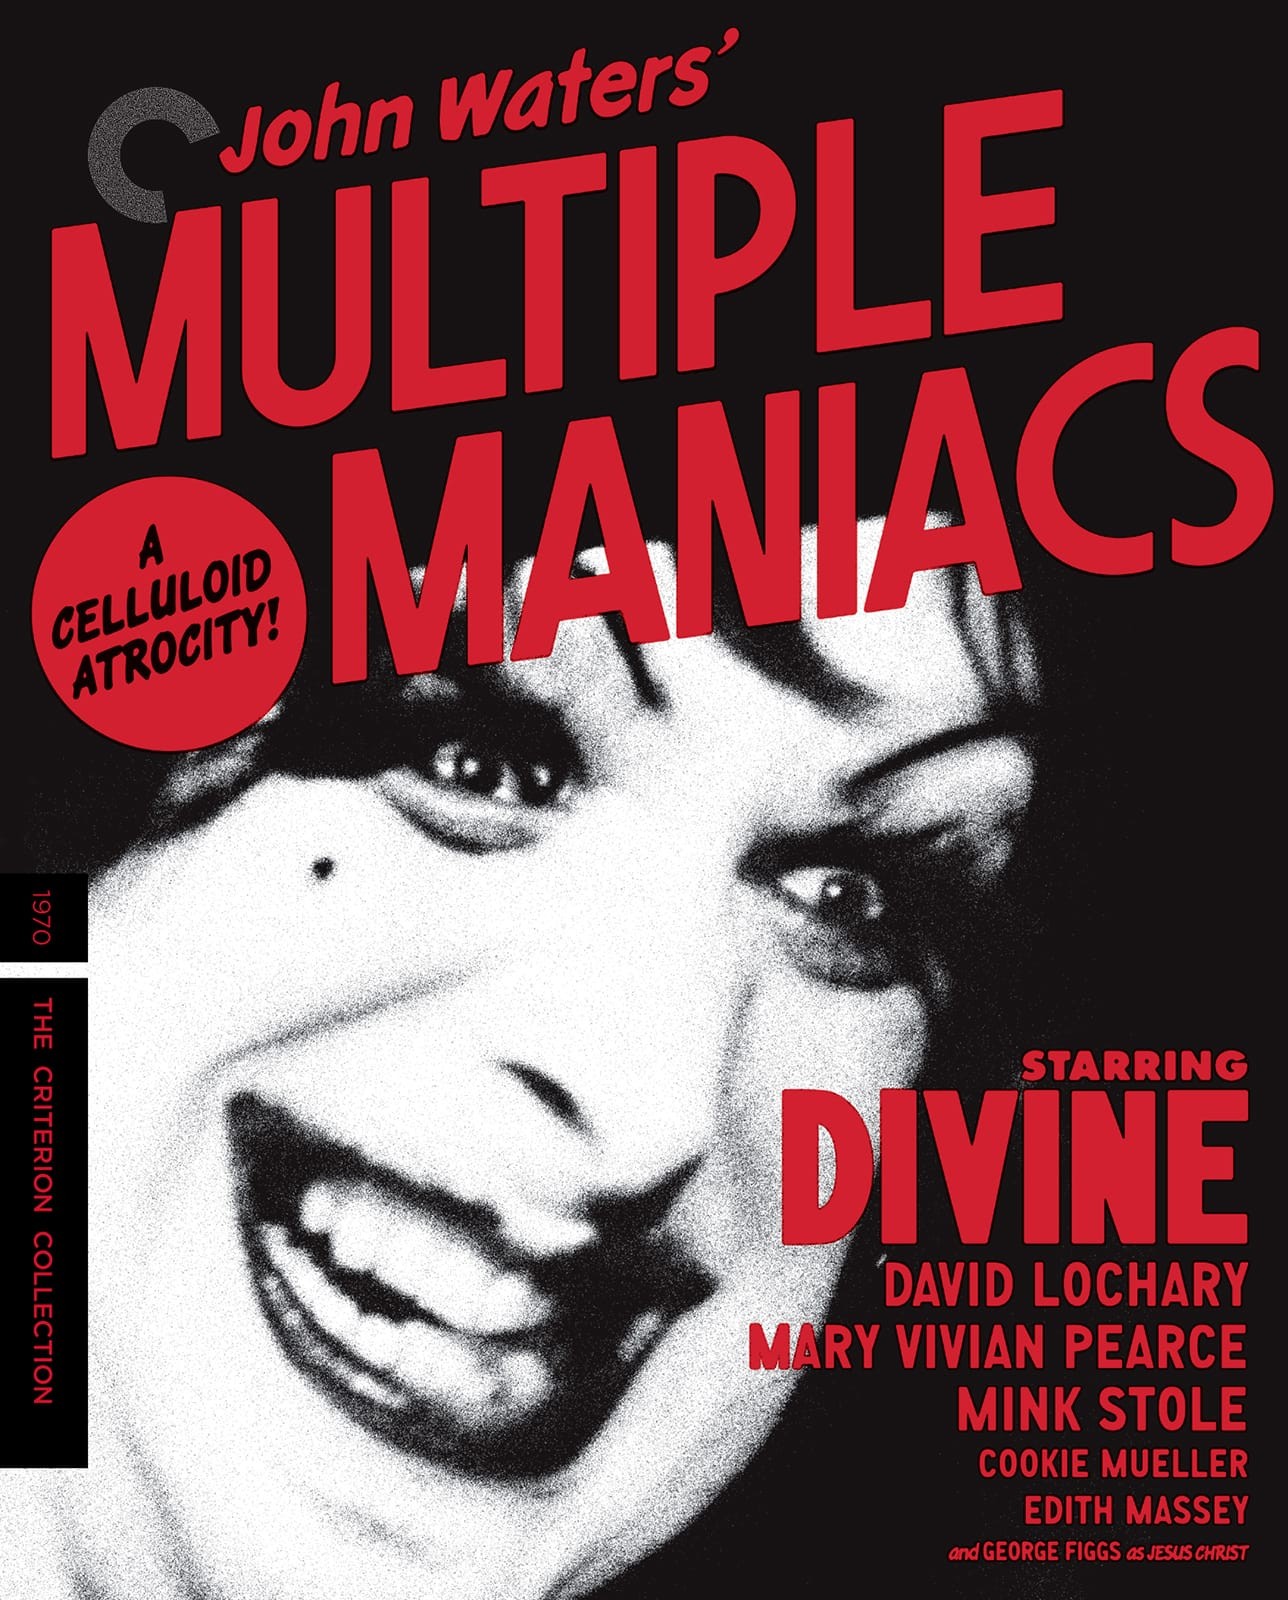 John Waters'
MULTIPLE
MANIACS
A
CELLULOID
ATROCITY!
1970
THE CRITERION COLLECTION
STARRING
DIVINE
DAVID LOCHARY
MARY VIVIAN PEARCE
MINK STOLE
COOKIE MUELLER
EDITH MASSEY
and GEORGE FIGGS as JESUS CHRIST